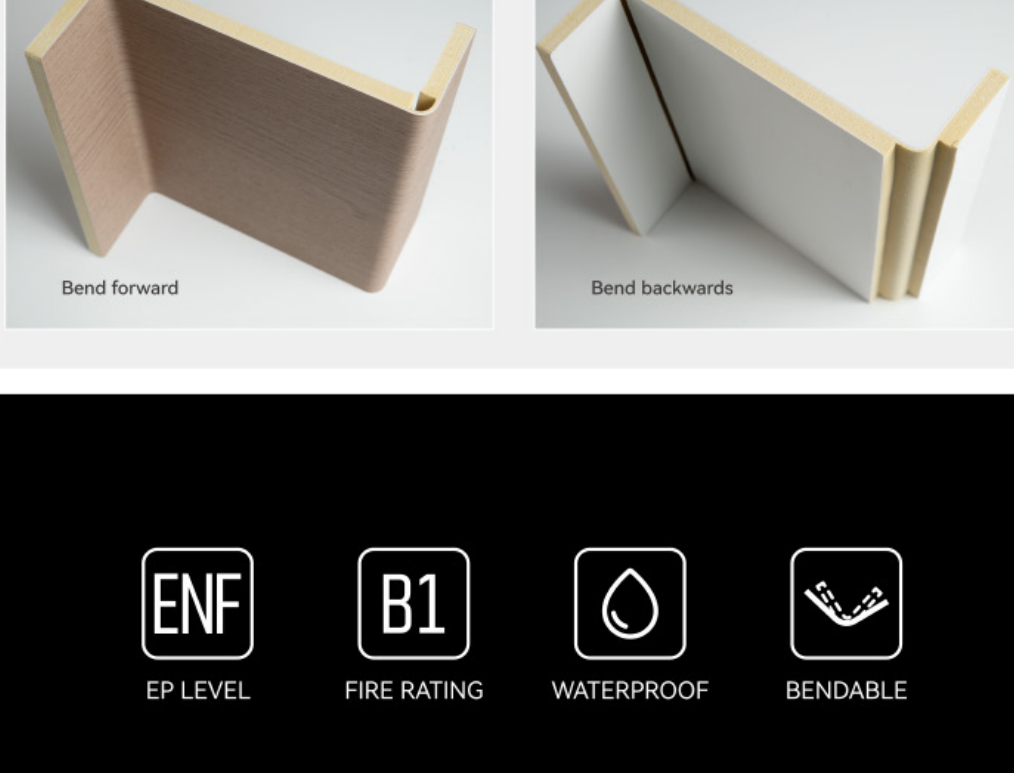 Bend forward
Bend backwards
ENF
B1
EP LEVEL
FIRE RATING
WATERPROOF
BENDABLE